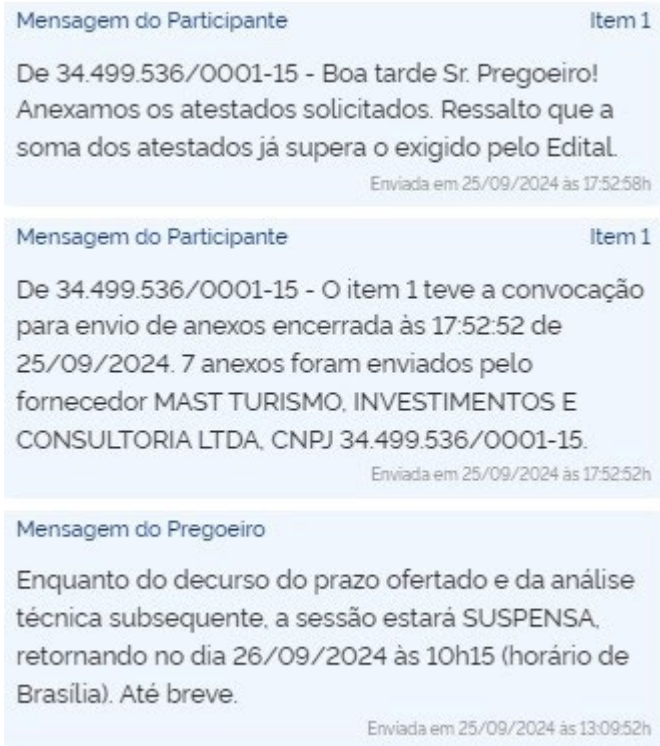 Mensagem do Participante Item 1
De 34.499.536/0001-15 - Boa tarde Sr. Pregoeiro!
Anexamos os atestados solicitados. Ressalto que a
soma dos atestados já supera o exigido pelo Edital.
Enviada em 25/09/2024 às 17:52:58h
Mensagem do Participante Item 1
De 34.499.536/0001-15 - O item 1 teve a convocação
para envio de anexos encerrada às 17:52:52 de
25/09/2024. 7 anexos foram enviados pelo
fornecedor MAST TURISMO, INVESTIMENTOS E
CONSULTORIA LTDA, CNPJ 34.499.536/0001-15.
Enviada em 25/09/2024 às 17:52:52h
Mensagem do Pregoeiro
Enquanto do decurso do prazo ofertado e da análise
técnica subsequente, a sessão estará SUSPENSA,
retornando no dia 26/09/2024 às 10h15 (horário de
Brasília). Até breve.
Enviada em 25/09/2024 às 13:09:52h